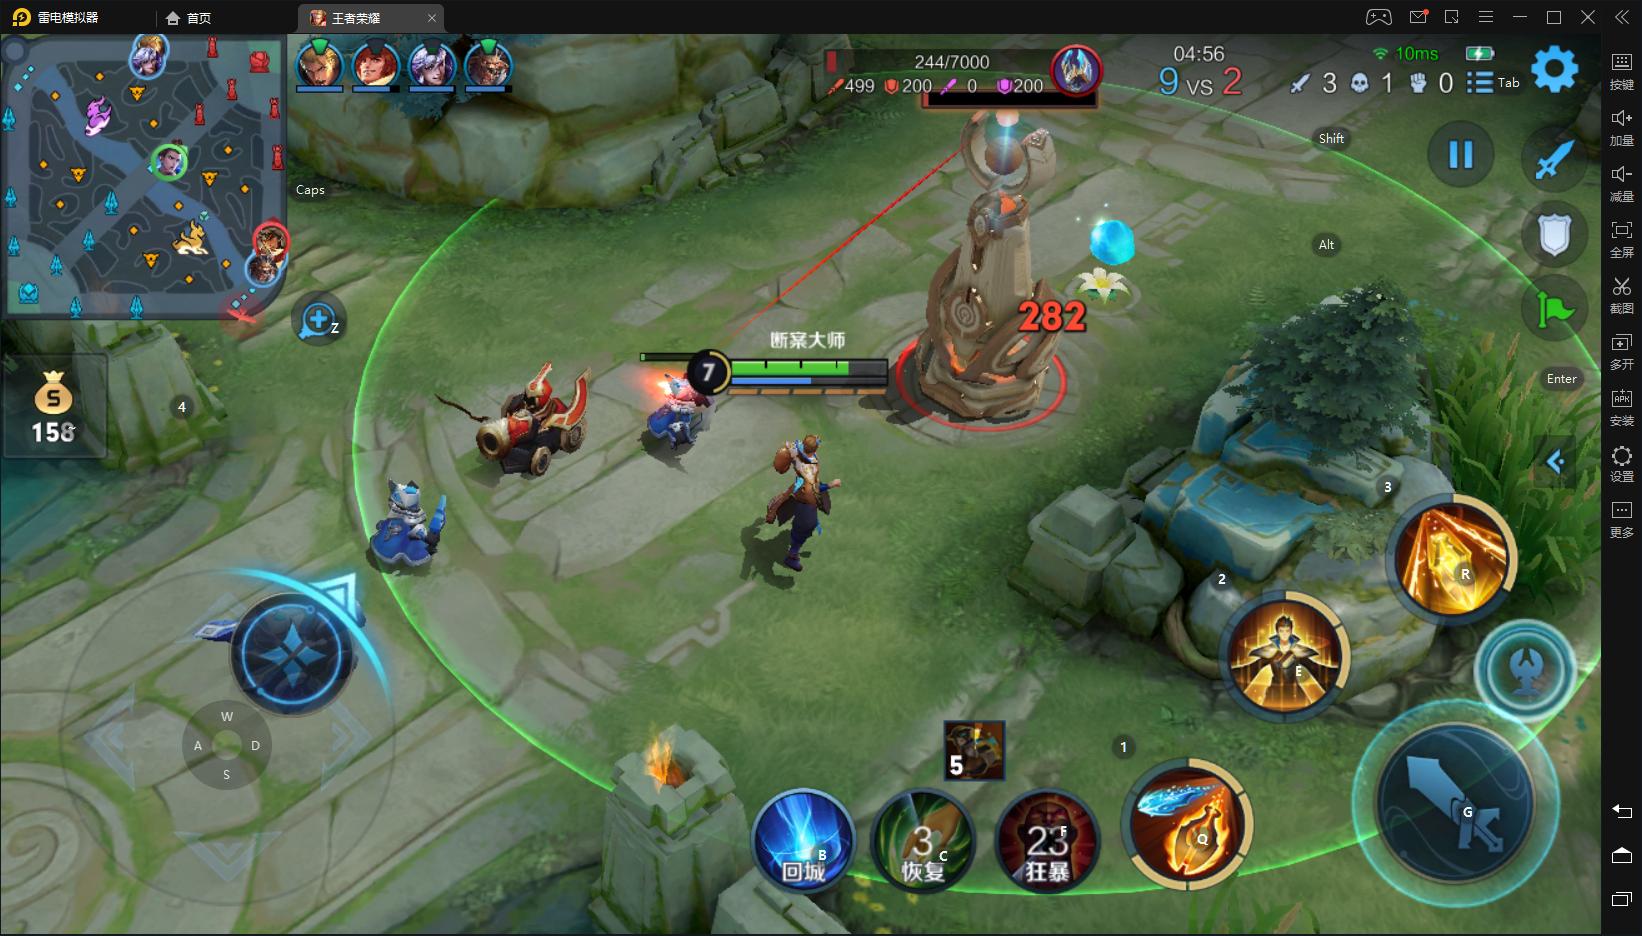 雷电模拟器
首页
王者荣耀
244/7000
499 200 0 200
04:56
9 VS 2
10ms
3 1 0 Tab
按键
加量
减量
全屏
截图
多开
安装
设置
更多
APK
Caps
Shift
Alt
Enter
Z
158
4
断案大师
7
282
3
R
2
E
W
A D
S
5
1
B
回城
3
C
恢复
23
F
狂暴
Q
G